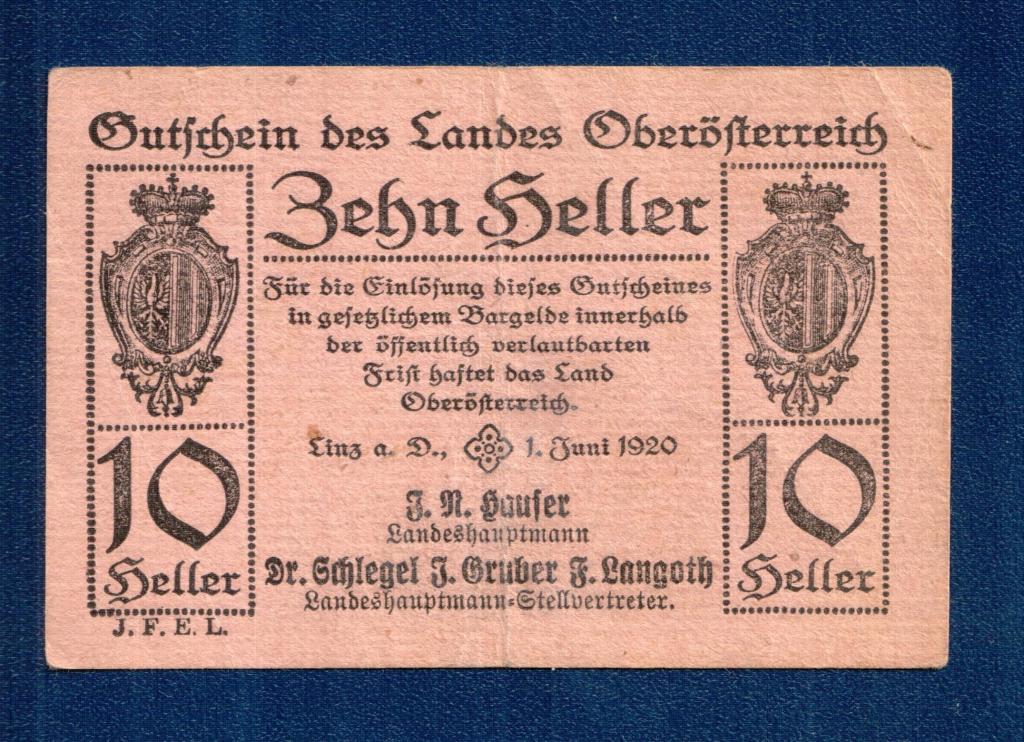 Gutschein des Landes Oberösterreich
Zehn Heller
Für die Einlösung dieses Gutscheines
in gesetzlichem Bargelde innerhalb
der öffentlich verlautbarten
Frist haftet das Land
Oberösterreich.
Linz a. D., 1. Juni 1920
J. N. Hauser
Landeshauptmann
Dr. Schlegel J. Gruber F. Langoth
Landeshauptmann-Stellvertreter.
10
Heller
10
Heller
J. F. E. L.